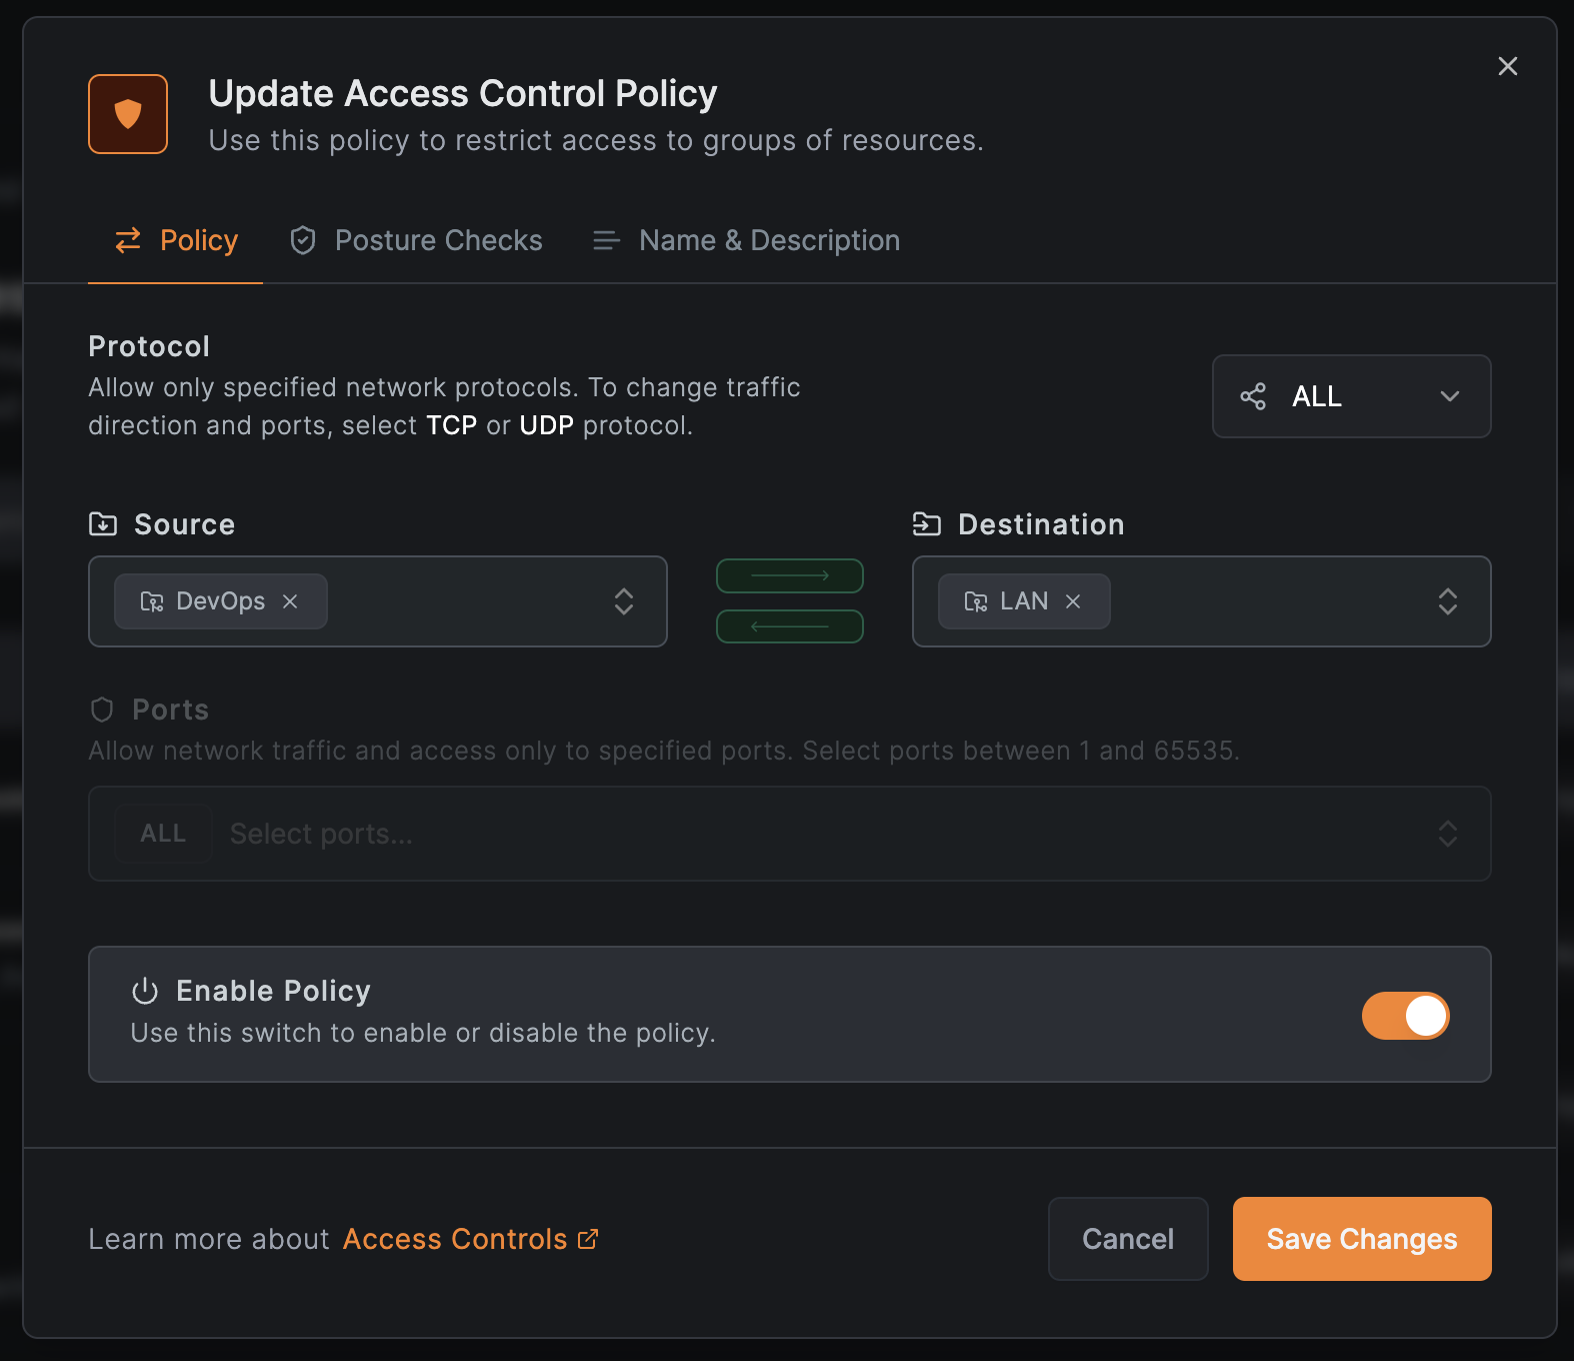 Update Access Control Policy
Use this policy to restrict access to groups of resources.
Policy
Posture Checks
Name & Description
Protocol
Allow only specified network protocols. To change traffic
direction and ports, select TCP or UDP protocol.
ALL
Source
Destination
DevOps
LAN
Ports
Allow network traffic and access only to specified ports. Select ports between 1 and 65535.
ALL
Select ports...
Enable Policy
Use this switch to enable or disable the policy.
Learn more about Access Controls
Cancel
Save Changes